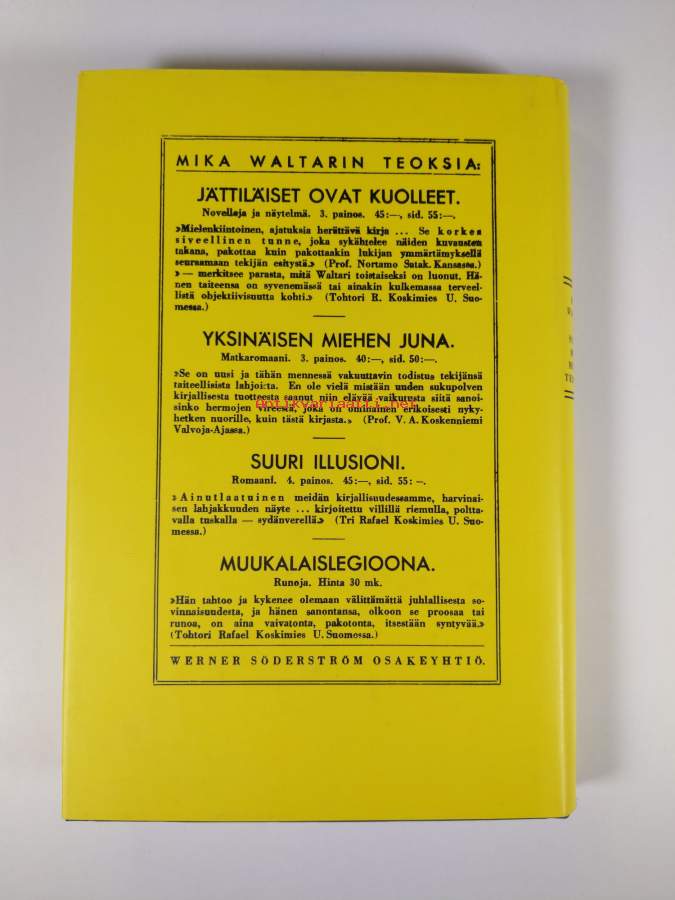 MIKA WALTARIN TEOKSIA:
JÄTTILÄISET OVAT KUOLLEET.
Novelleja ja näytelmä. 3. painos. 45:—, sid. 55:—.
»Mielenkiintoinen, ajatuksia herättävä kirja ... Se korkea
siveellinen tunne, joka sykähtelee näiden kuvausten
takana, pakottaa kuin pakottaakin lukijan ymmärtämyksellä
seuraamaan tekijän esitystä.» (Prof. Nortamo Satak. Kansassa.)
» — merkitsee parasta, mitä Waltari toistaiseksi on luonut. Hä-
nen taiteensa on syvenemässä tai ainakin kulkemassa terveel-
listä objektiivisuutta kohti.» (Tohtori R. Koskimies U. Suo-
messa.)
YKSINÄISEN MIEHEN JUNA.
Matkaromaani. 3. painos. 40:—, sid. 50:—.
»Se on uusi ja tähän mennessä vakuuttavin todistus tekijänsä
taiteellisista lahjoista. En ole vielä mistään uuden sukupolven
kirjallisesta tuotteesta saanut niin elävää vaikutusta siitä sanoi-
antikvariaatti.net
sinko hermojen vireestä, joka on ominainen erikoisesti nyky-
hetken nuorille, kuin tästä kirjasta.» (Prof. V. A. Koskenniemi
Valvoja-Ajassa.)
SUURI ILLUSIONI.
Romaani. 4. painos. 45:—, sid. 55: —.
»Ainutlaatuinen meidän kirjallisuudessamme, harvinai-
sen lahjakkuuden näyte ... kirjoitettu villillä riemulla, poltta-
valla tuskalla — sydänverellä.» (Tri Rafael Koskimies U. Suo-
messa.)
MUUKALAISLEGIOONA.
Runoja. Hinta 30 mk.
»Hän tahtoo ja kykenee olemaan välittämättä juhlallisesta so-
vinnaisuudesta, ja hänen sanontansa, olkoon se proosaa tai
runoa, on aina vaivatonta, pakotonta, itsestään syntyvää.»
(Tohtori Rafael Koskimies U. Suomessa.)
WERNER SÖDERSTRÖM OSAKEYHTIÖ.